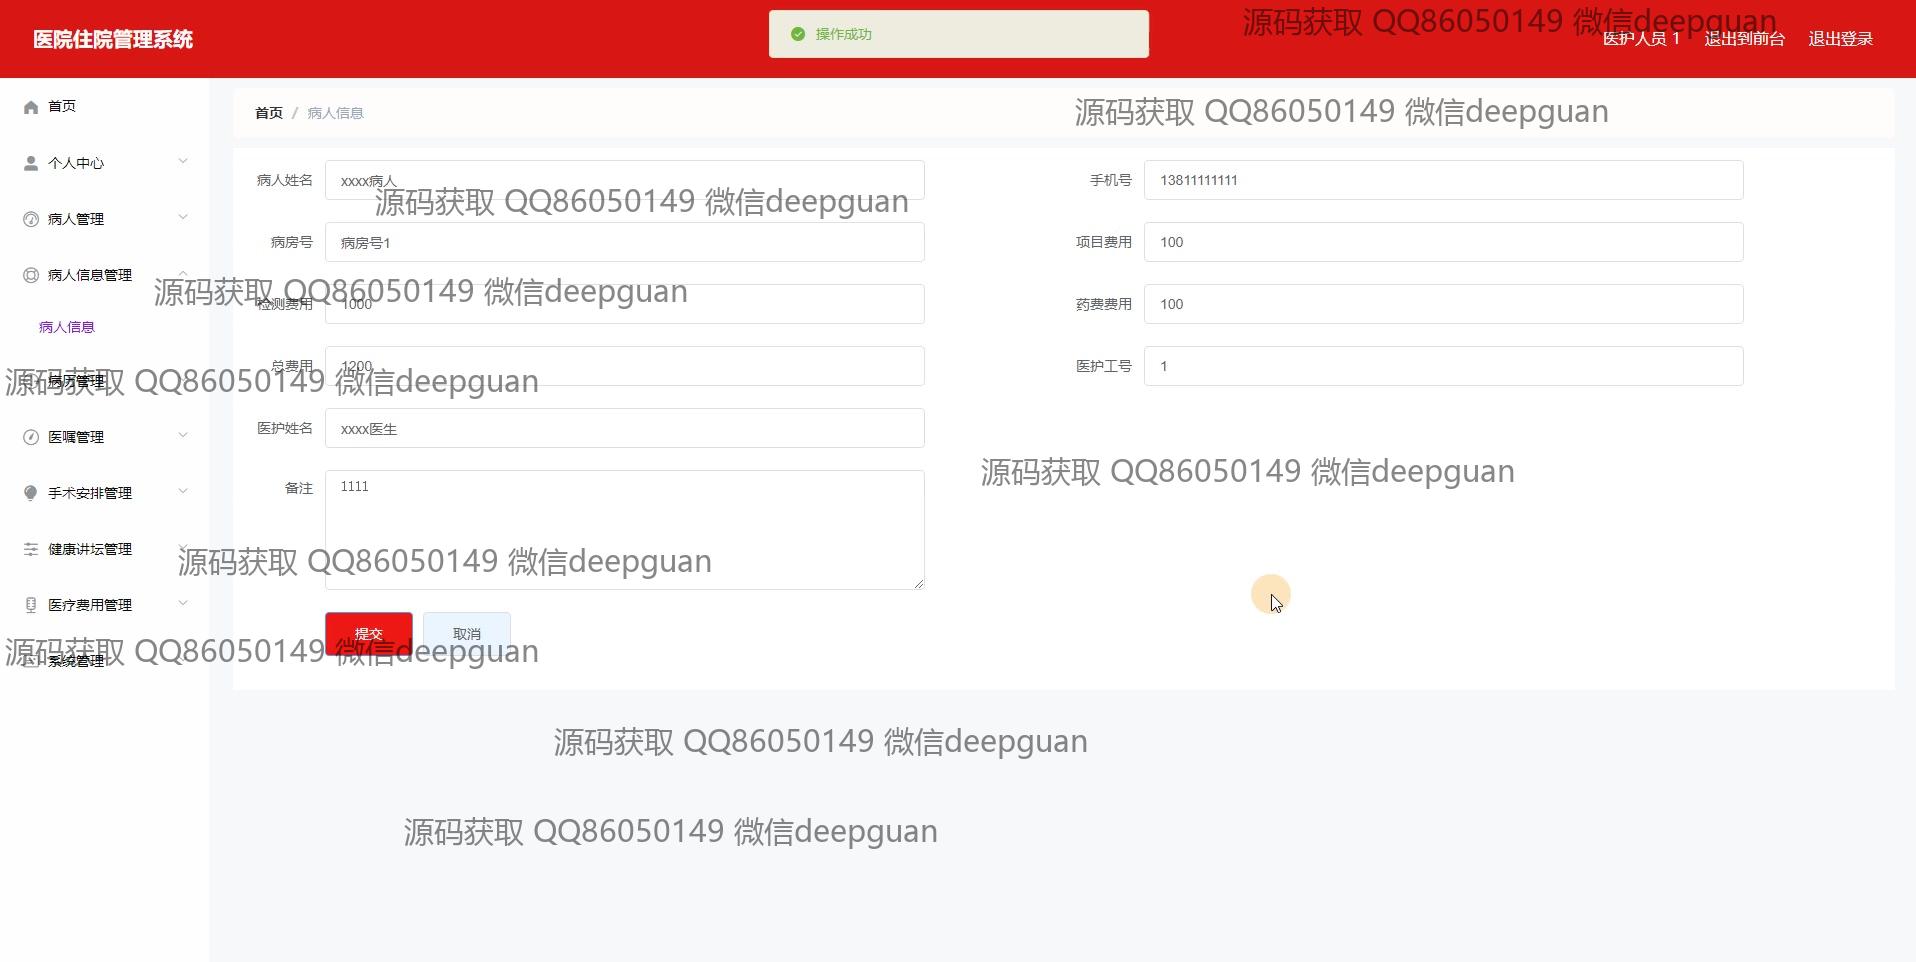 医院住院管理系统
操作成功
源码获取 QQ86050149 微信deepguan
医护人员 1
退出到前台
退出登录
首页
首页 / 病人信息
源码获取 QQ86050149 微信deepguan
个人中心
病人姓名
xxxx病人
手机号
13811111111
源码获取 QQ86050149 微信deepguan
病人管理
病房号
病房号1
项目费用
100
病人信息管理
源码获取 QQ86050149 微信deepguan
检测费用
1000
药费费用
100
病人信息
总费用
1200
医护工号
1
病历管理
源码获取 QQ86050149 微信deepguan
医嘱管理
医护姓名
xxxx医生
源码获取 QQ86050149 微信deepguan
手术安排管理
备注
1111
健康讲坛管理
源码获取 QQ86050149 微信deepguan
医疗费用管理
提交
取消
系统管理
源码获取 QQ86050149 微信deepguan
源码获取 QQ86050149 微信deepguan
源码获取 QQ86050149 微信deepguan